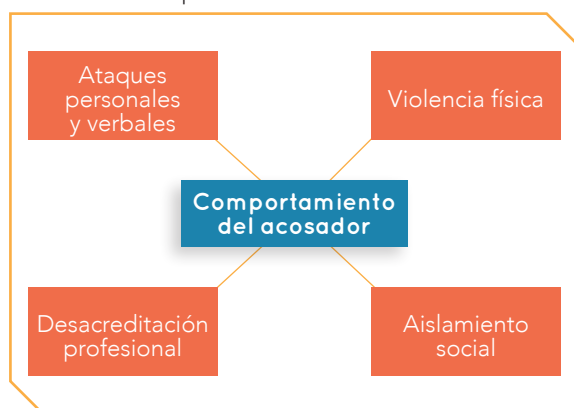 Ataques
personales
y verbales
Violencia física
Comportamiento
del acosador
Desacreditación
profesional
Aislamiento
social